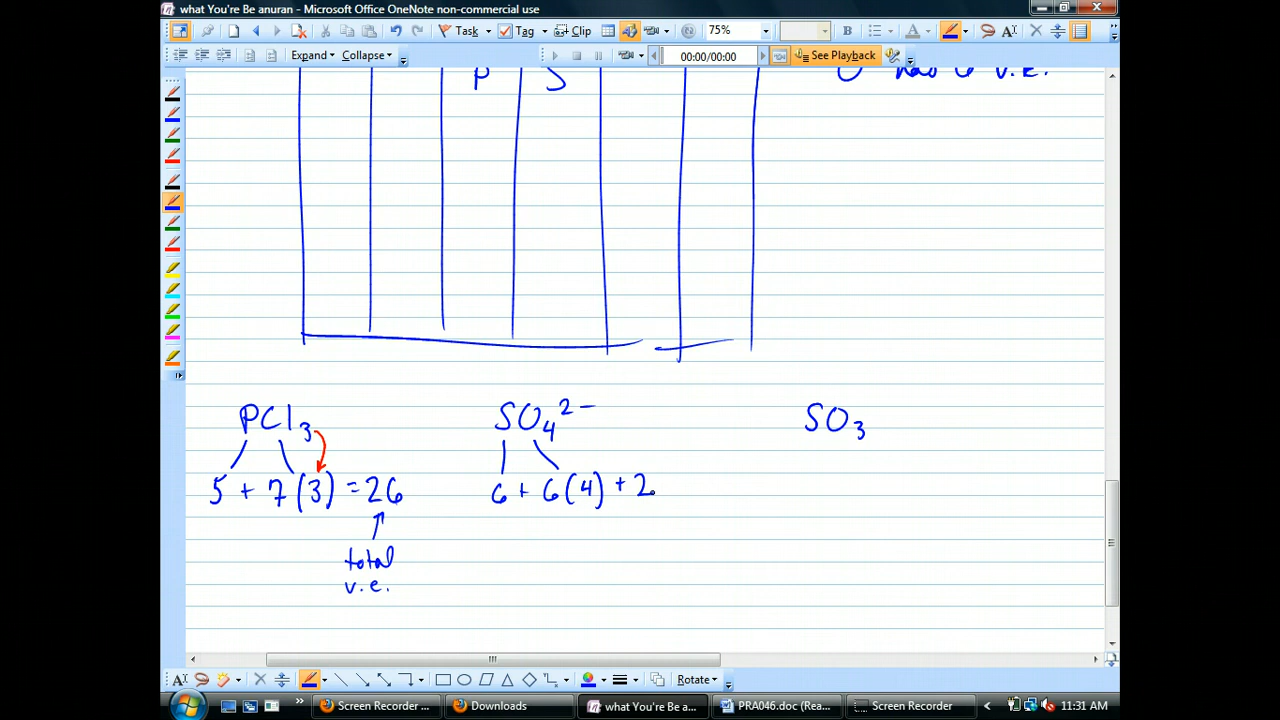 what You're Be anuran - Microsoft Office OneNote non-commercial use
Task Tag Clip 75% B A A
Expand Collapse 00:00/00:00 See Playback
P S has 6 v.e.
PCl3 SO4 2- SO3
5 + 7(3) = 26 6 + 6(4) + 2
total
v.e.
Rotate
Screen Recorder ... Downloads what You're Be a... PRA046.doc (Rea... Screen Recorder 11:31 AM